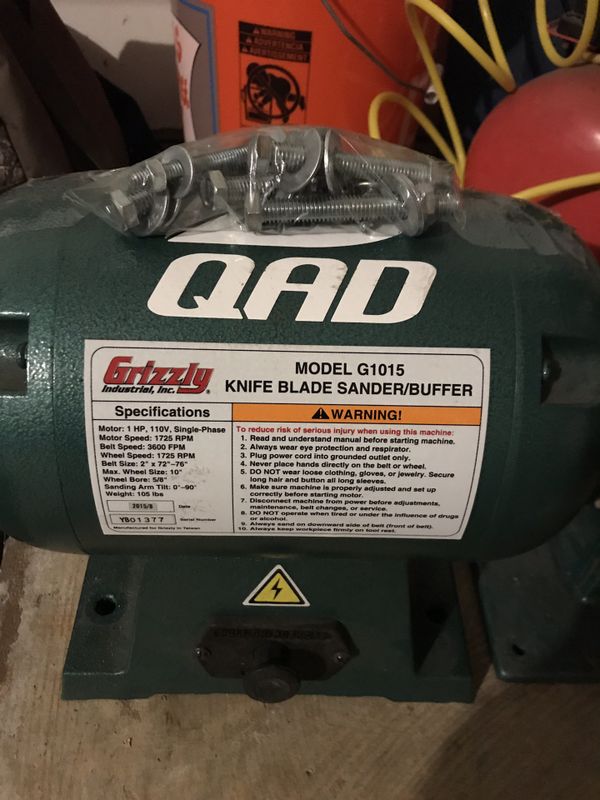 WARNING
ADVERTENCIA
AVERTISSEMENT
QAD
Grizzly
Industrial, Inc.
MODEL G1015
KNIFE BLADE SANDER/BUFFER
Specifications
Motor: 1 HP, 110V, Single-Phase
Motor Speed: 1725 RPM
Belt Speed: 3600 FPM
Wheel Speed: 1725 RPM
Belt Size: 2" x 72"~76"
Max. Wheel Size: 10"
Wheel Bore: 5/8"
Sanding Arm Tilt: 0°~90°
Weight: 105 lbs
2015/8 Date
YB01377 Serial Number
Manufactured for Grizzly in Taiwan
WARNING!
To reduce risk of serious injury when using this machine:
1. Read and understand manual before starting machine.
2. Always wear eye protection and respirator.
3. Plug power cord into grounded outlet only.
4. Never place hands directly on the belt or wheel.
5. DO NOT wear loose clothing, gloves, or jewelry. Secure
long hair and button all long sleeves.
6. Make sure machine is properly adjusted and set up
correctly before starting motor.
7. Disconnect machine from power before adjustments,
maintenance, belt changes, or service.
8. DO NOT operate when tired or under the influence of drugs
or alcohol.
9. Always sand on downward side of belt (front of belt).
10. Always keep workpiece firmly on tool rest.